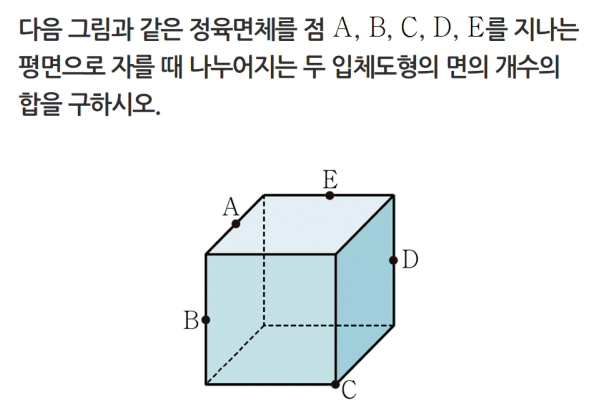 다음 그림과 같은 정육면체를 점 A, B, C, D, E를 지나는
평면으로 자를 때 나누어지는 두 입체도형의 면의 개수의
합을 구하시오.
E
A
D
B
C